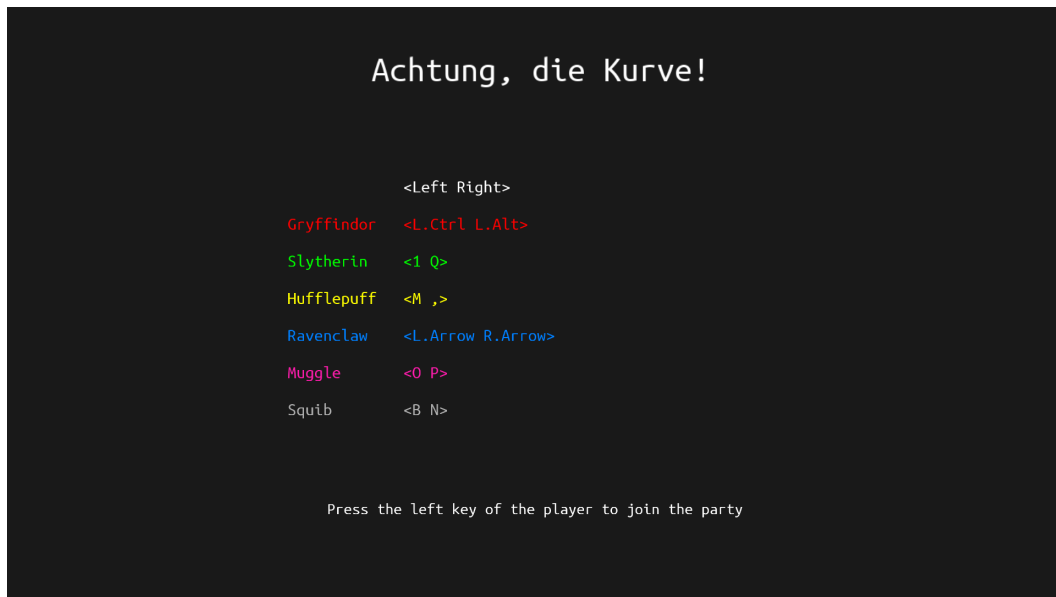 Achtung, die Kurve!
<Left Right>
Gryffindor <L.Ctrl L.Alt>
Slytherin <1 Q>
Hufflepuff <M ,>
Ravenclaw <L.Arrow R.Arrow>
Muggle <O P>
Squib <B N>
Press the left key of the player to join the party